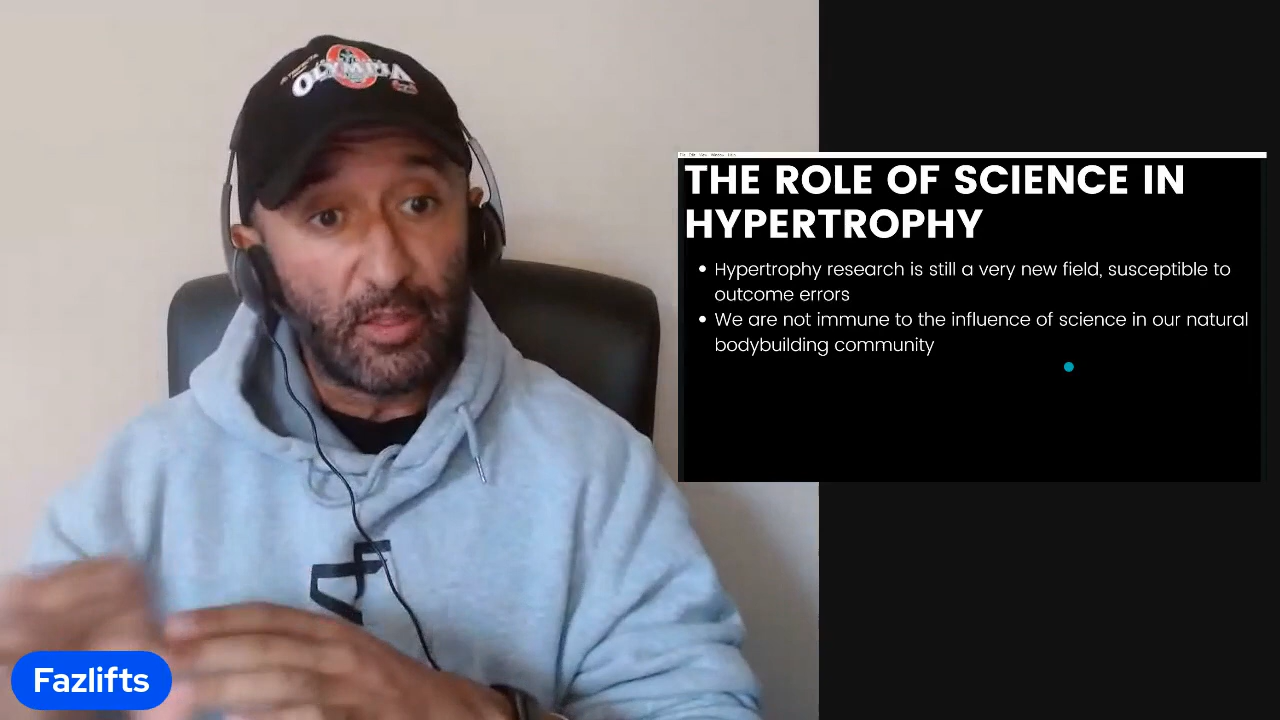 OLYMPIA
THE ROLE OF SCIENCE IN
HYPERTROPHY
• Hypertrophy research is still a very new field, susceptible to
outcome errors
• We are not immune to the influence of science in our natural
bodybuilding community
Fazlifts